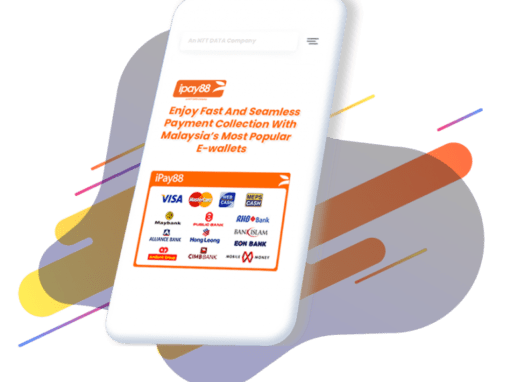 An NTT DATA Company
ipay88
Enjoy Fast And Seamless
Payment Collection With
Malaysia's Most Popular
E-wallets
iPay88
VISA MasterCard WEB CASH MEPS CASH
Maybank PUBLIC BANK RHB Bank
ALLIANCE BANK Hong Leong BANK ISLAM
CIMB BANK EON BANK
MOBILE MONEY